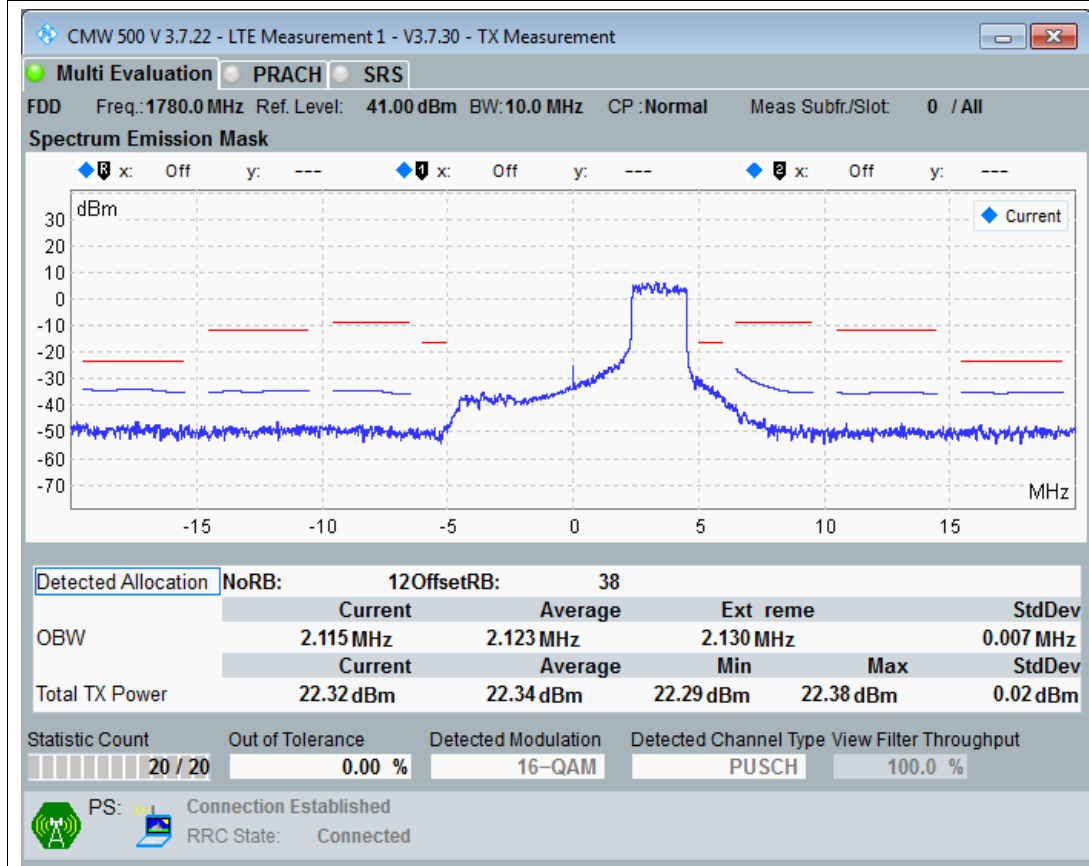 CMW 500 V 3.7.22 - LTE Measurement 1 - V3.7.30 - TX Measurement
Multi Evaluation PRACH SRS
FDD Freq.: 1780.0 MHz Ref. Level: 41.00 dBm BW: 10.0 MHz CP : Normal Meas Subfr./Slot: 0 / All
Spectrum Emission Mask
R x: Off y: --- 1 x: Off y: --- 2 x: Off y: ---
dBm
Current
30
20
10
0
-10
-20
-30
-40
-50
-60
-70
MHz
-15 -10 -5 0 5 10 15
Detected Allocation NoRB: 12 OffsetRB: 38
Current Average Ext reme StdDev
OBW 2.115 MHz 2.123 MHz 2.130 MHz 0.007 MHz
Current Average Min Max StdDev
Total TX Power 22.32 dBm 22.34 dBm 22.29 dBm 22.38 dBm 0.02 dBm
Statistic Count Out of Tolerance Detected Modulation Detected Channel Type View Filter Throughput
20 / 20 0.00 % 16-QAM PUSCH 100.0 %
PS: Connection Established
RRC State: Connected